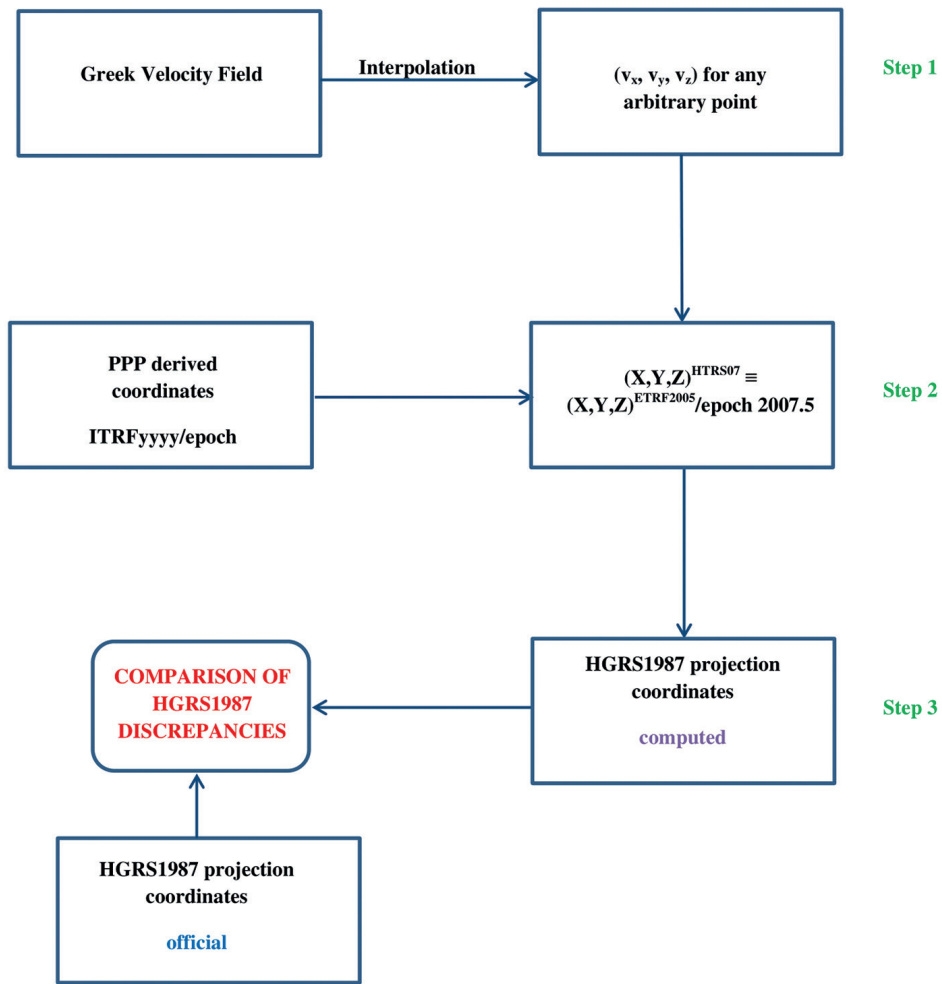 Greek Velocity Field
Interpolation
(vx, vy, vz) for any
arbitrary point
Step 1
PPP derived
coordinates
ITRFyyyy/epoch
(X,Y,Z)^HTRS07 ≡
(X,Y,Z)^ETRF2005/epoch 2007.5
Step 2
HGRS1987 projection
coordinates
computed
Step 3
COMPARISON OF
HGRS1987
DISCREPANCIES
HGRS1987 projection
coordinates
official